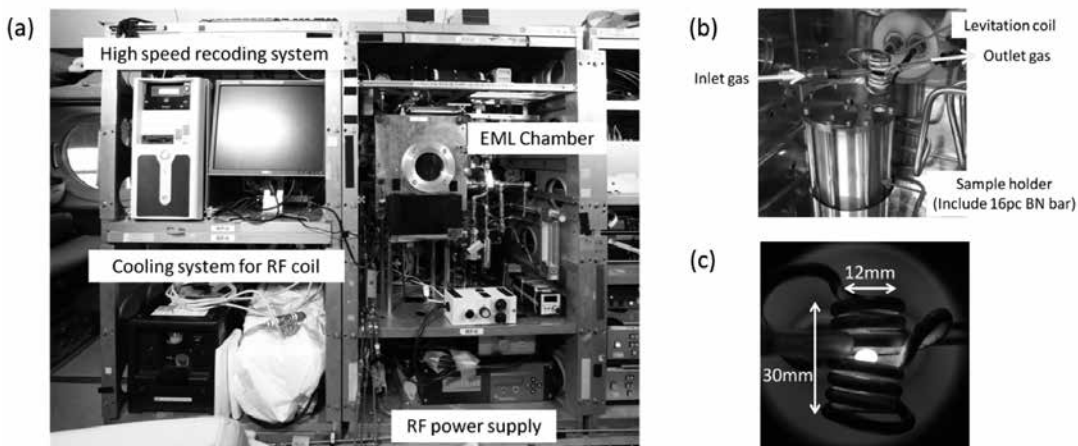 (a)
High speed recoding system
EML Chamber
Cooling system for RF coil
RF power supply
(b)
Levitation coil
Inlet gas
Outlet gas
Sample holder
(Include 16pc BN bar)
(c)
12mm
30mm